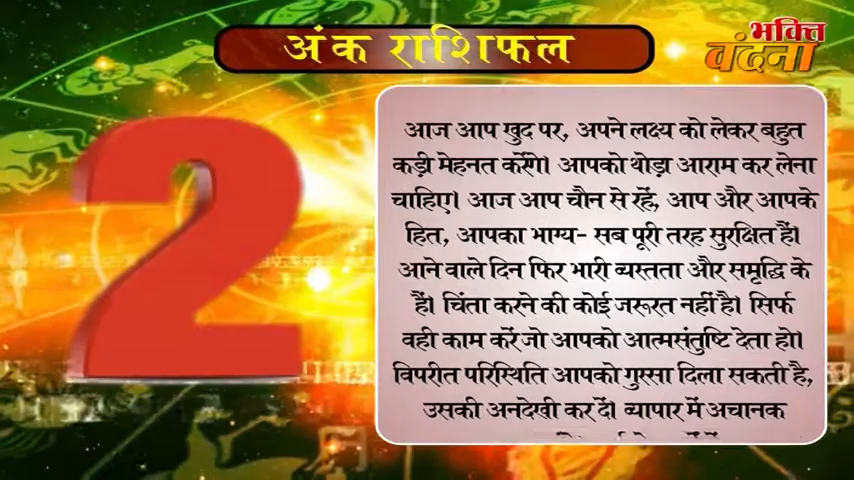 अंक राशिफल
भक्ति
वंदना
2
आज आप खुद पर, अपने लक्ष्य को लेकर बहुत
कड़ी मेहनत करेंगे। आपको थोड़ा आराम कर लेना
चाहिए। आज आप चौन से रहें, आप और आपके
हित, आपका भाग्य- सब पूरी तरह सुरक्षित हैं।
आने वाले दिन फिर भारी व्यस्तता और समृद्धि के
हैं। चिंता करने की कोई जरूरत नहीं है। सिर्फ
वही काम करें जो आपको आत्मसंतुष्टि देता हो।
विपरीत परिस्थिति आपको गुस्सा दिला सकती है,
उसकी अनदेखी कर दें। व्यापार में अचानक